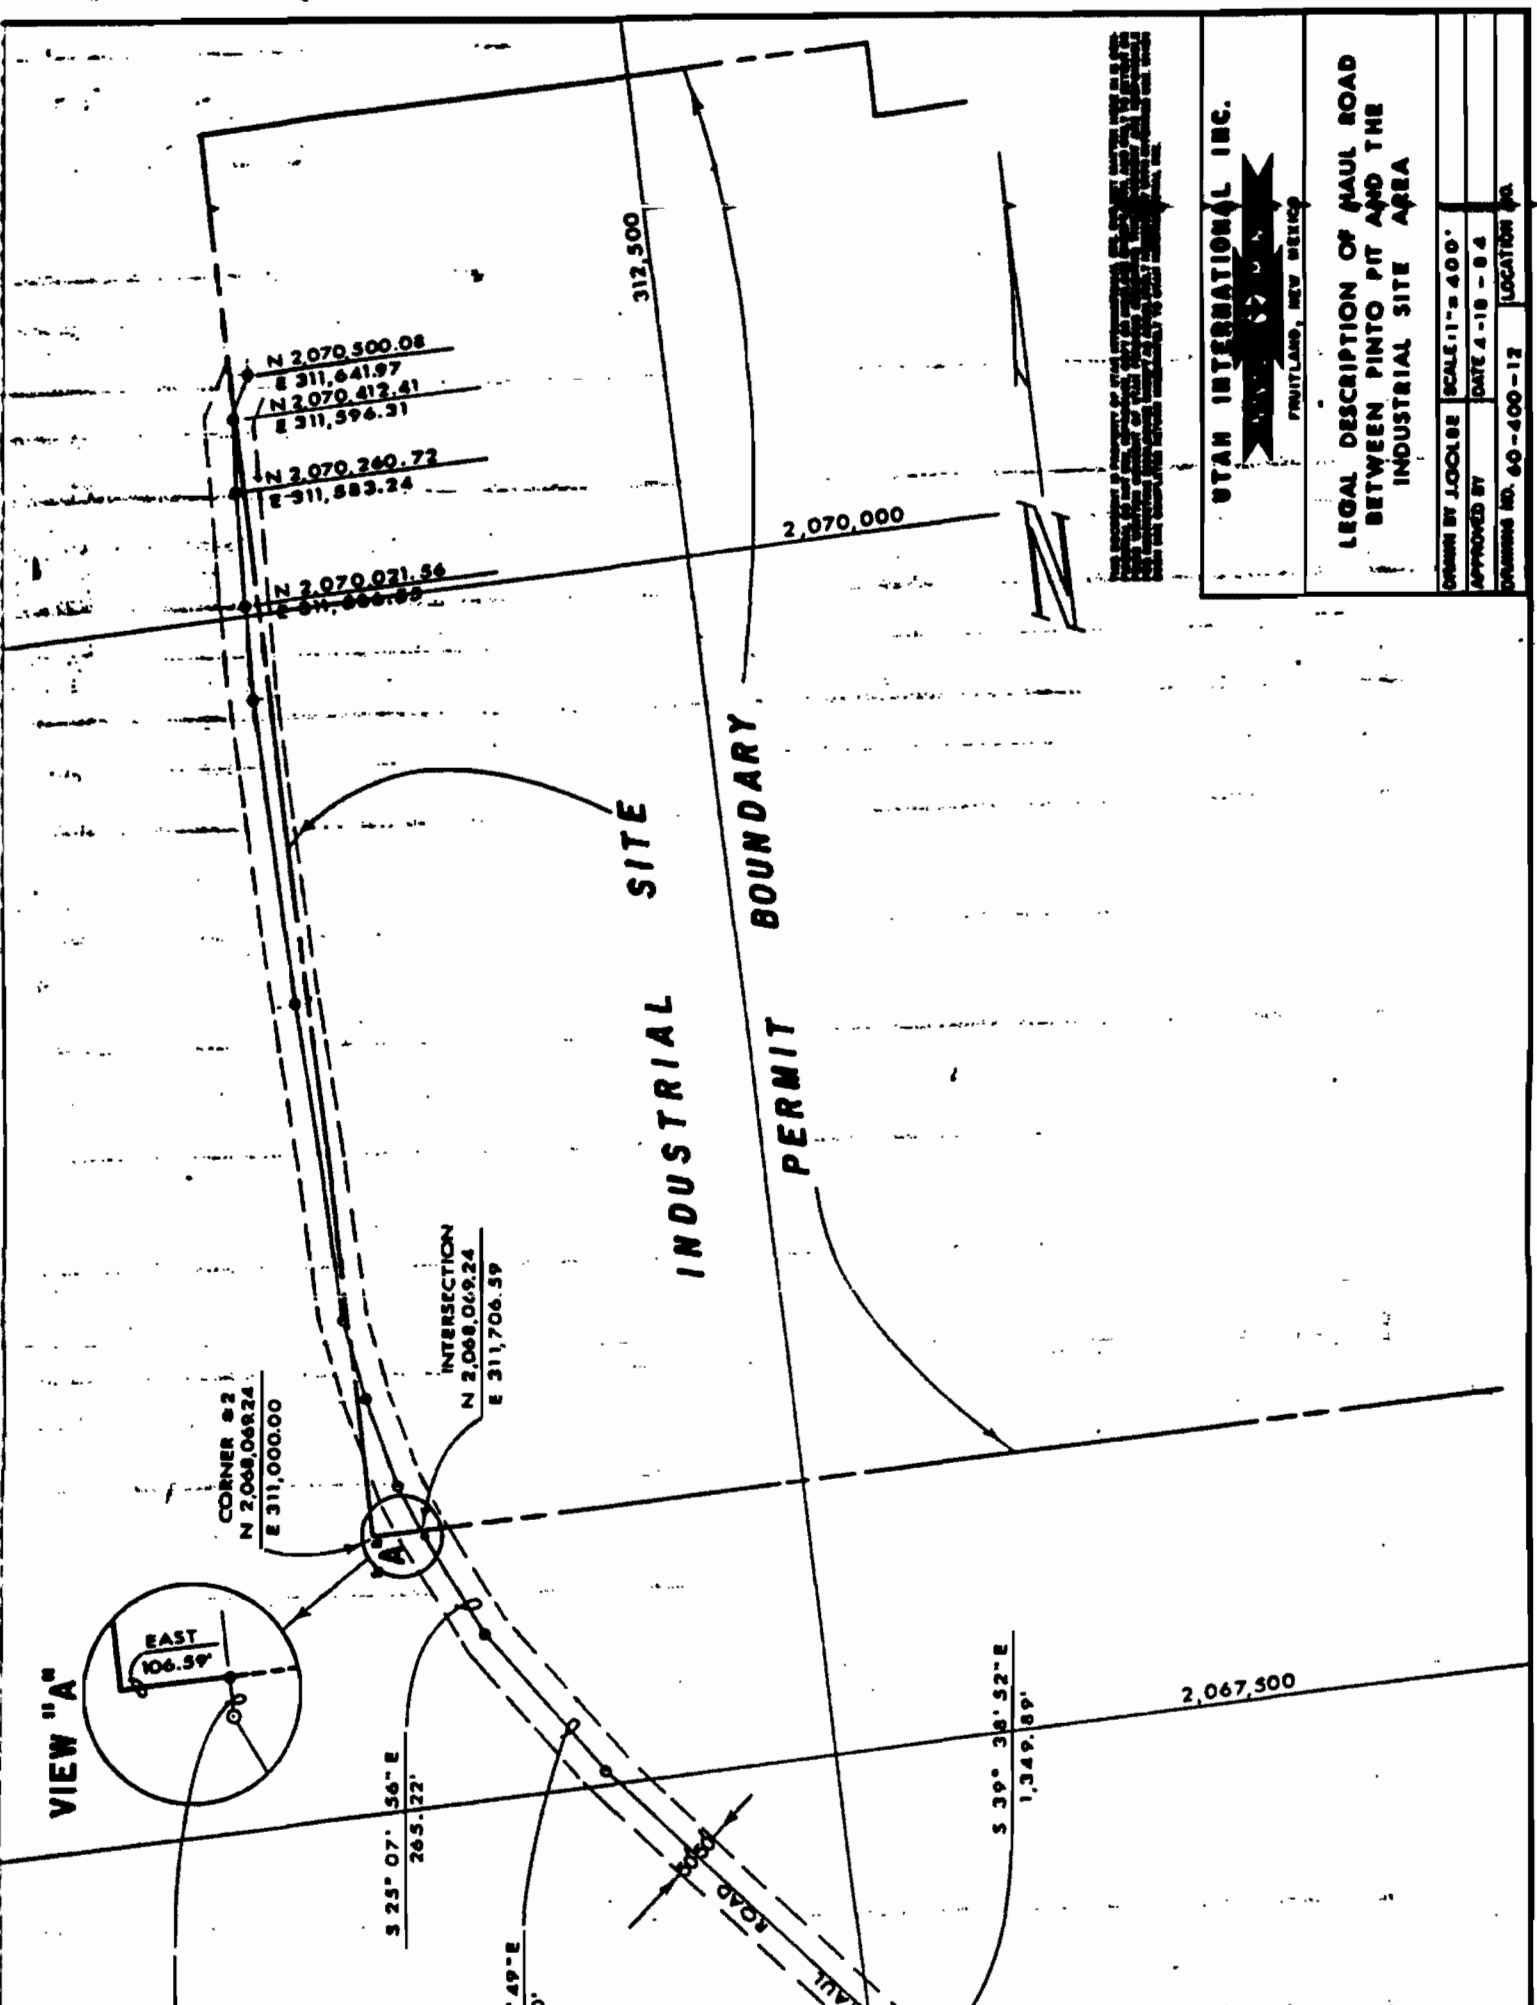 UTAH INTERNATIONAL INC.
FRUITLAND, NEW MEXICO
LEGAL DESCRIPTION OF HAUL ROAD
BETWEEN PINTO PIT AND THE
INDUSTRIAL SITE AREA
DRAWN BY J.GOLBE
SCALE: 1"= 400'
APPROVED BY
DATE 4-18-84
DRAWING NO. 60-400-12
LOCATION NO.
312,500
N 2,070,500.08
E 311,641.97
N 2,070,412.41
E 311,596.31
N 2,070,260.72
E 311,583.24
N 2,070,021.56
2,070,000
N
INDUSTRIAL SITE
PERMIT BOUNDARY
INTERSECTION
N 2,068,069.24
E 311,706.59
CORNER #2
N 2,068,069.24
E 311,000.00
"A"
VIEW "A"
EAST
106.59'
S 25° 07' 56" E
265.22'
S 39° 38' 52" E
1,349.89'
2,067,500
50'
50'
ROAD
49" E